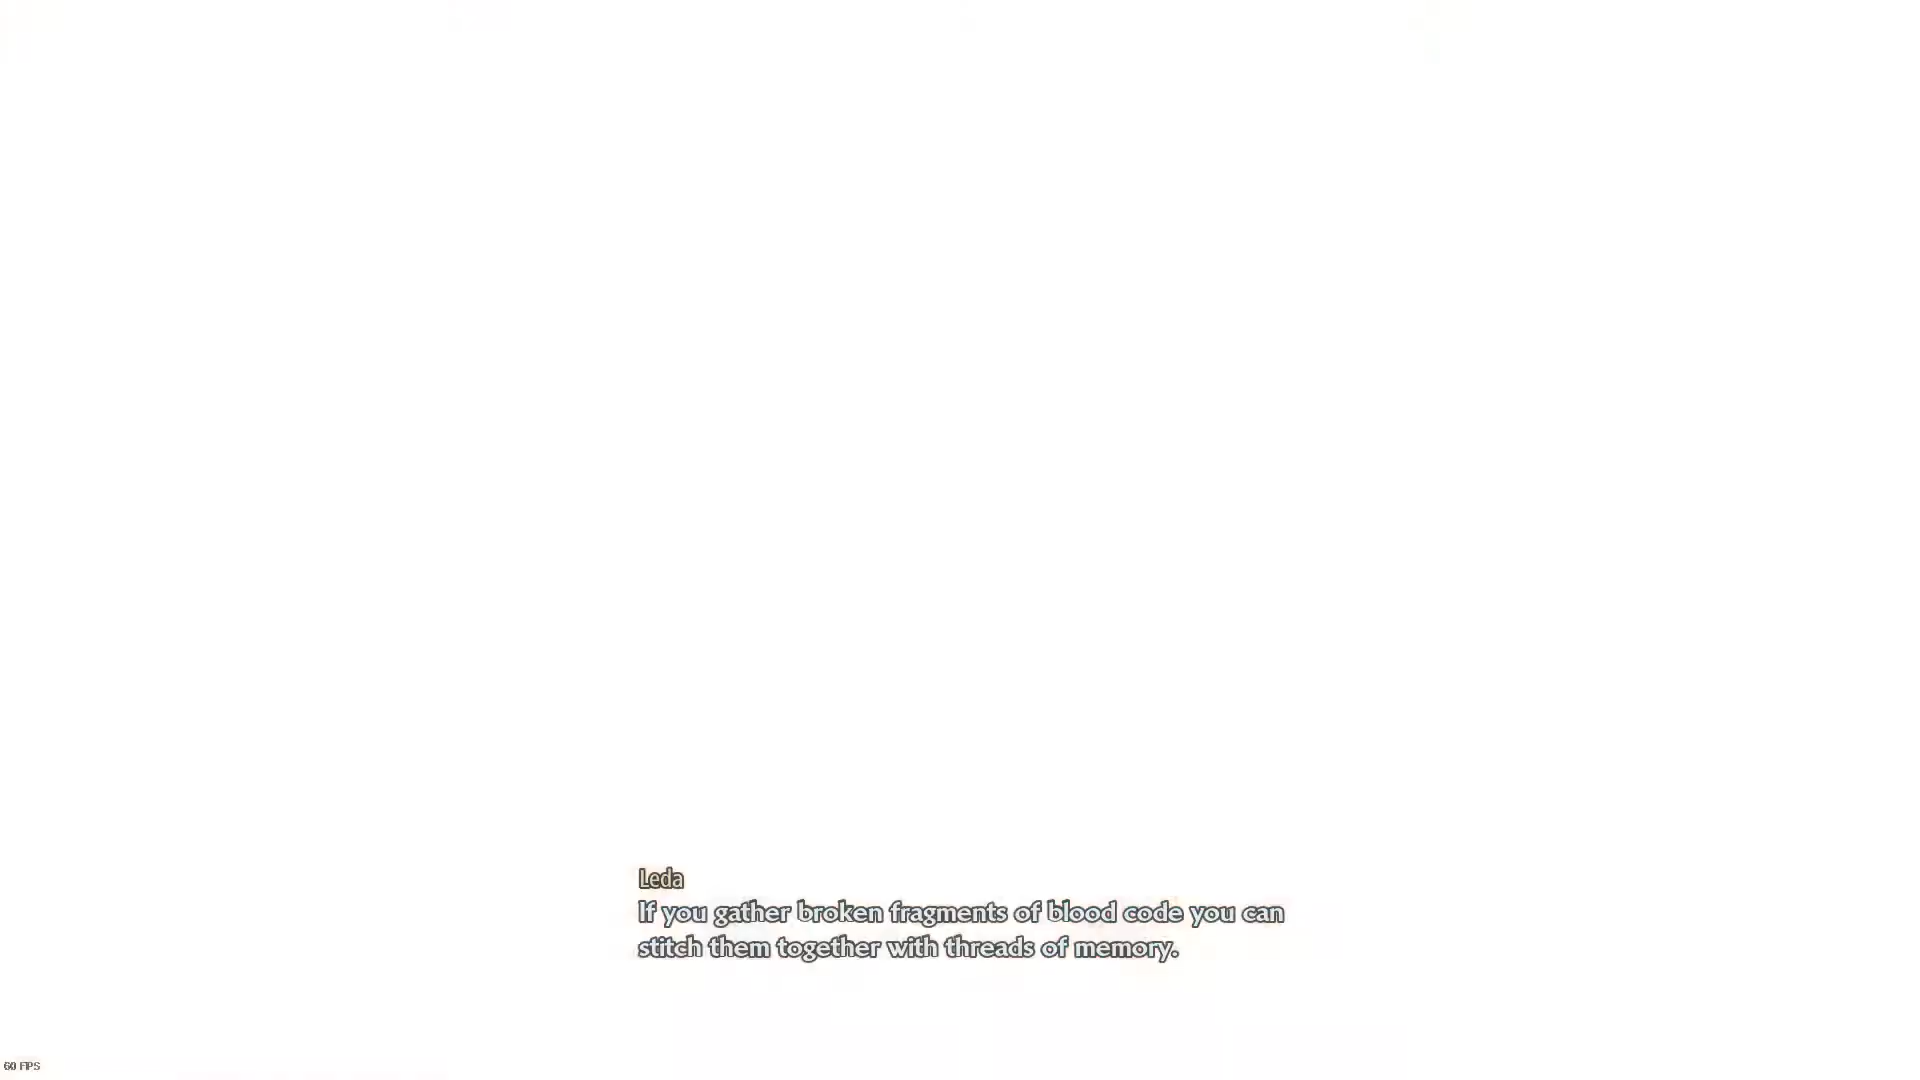 Leda
If you gather broken fragments of blood code you can
stitch them together with threads of memory.
60 FPS